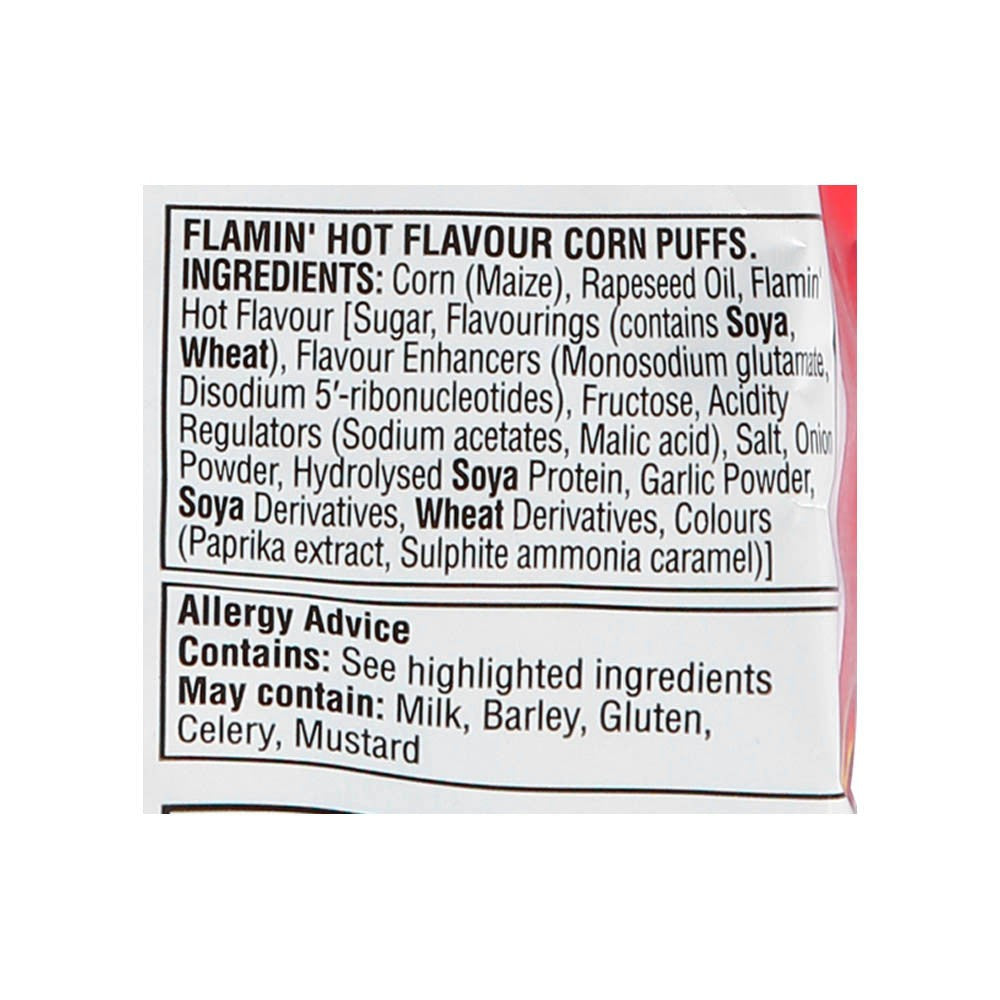 FLAMIN' HOT FLAVOUR CORN PUFFS.
INGREDIENTS: Corn (Maize), Rapeseed Oil, Flamin'
Hot Flavour [Sugar, Flavourings (contains Soya,
Wheat), Flavour Enhancers (Monosodium glutamate,
Disodium 5′-ribonucleotides), Fructose, Acidity
Regulators (Sodium acetates, Malic acid), Salt, Onion
Powder, Hydrolysed Soya Protein, Garlic Powder,
Soya Derivatives, Wheat Derivatives, Colours
(Paprika extract, Sulphite ammonia caramel)]
Allergy Advice
Contains: See highlighted ingredients
May contain: Milk, Barley, Gluten,
Celery, Mustard